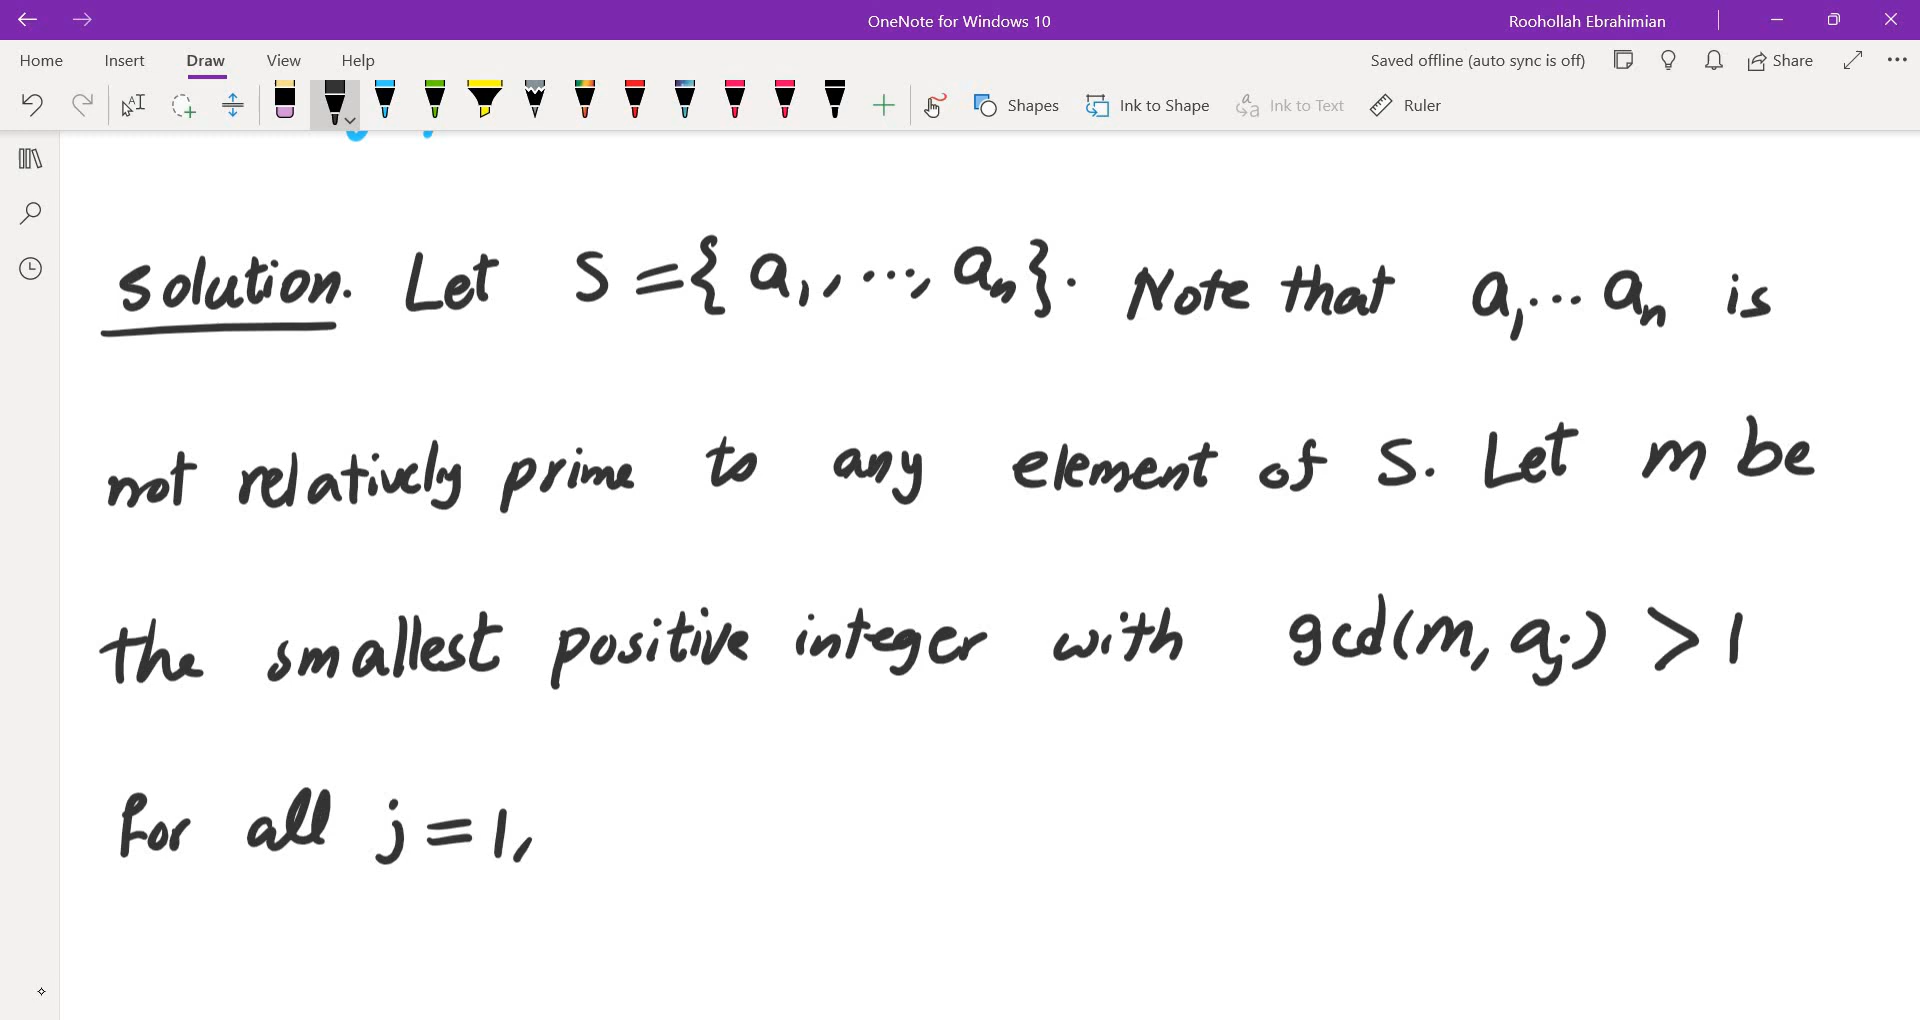 OneNote for Windows 10
Roohollah Ebrahimian
Home Insert Draw View Help
Saved offline (auto sync is off) Share
Shapes Ink to Shape Ink to Text Ruler
Solution. Let S = { a₁, ..., aₙ }. Note that a₁ ... aₙ is
not relatively prime to any element of S. Let m be
the smallest positive integer with gcd(m, aⱼ) > 1
for all j = 1,